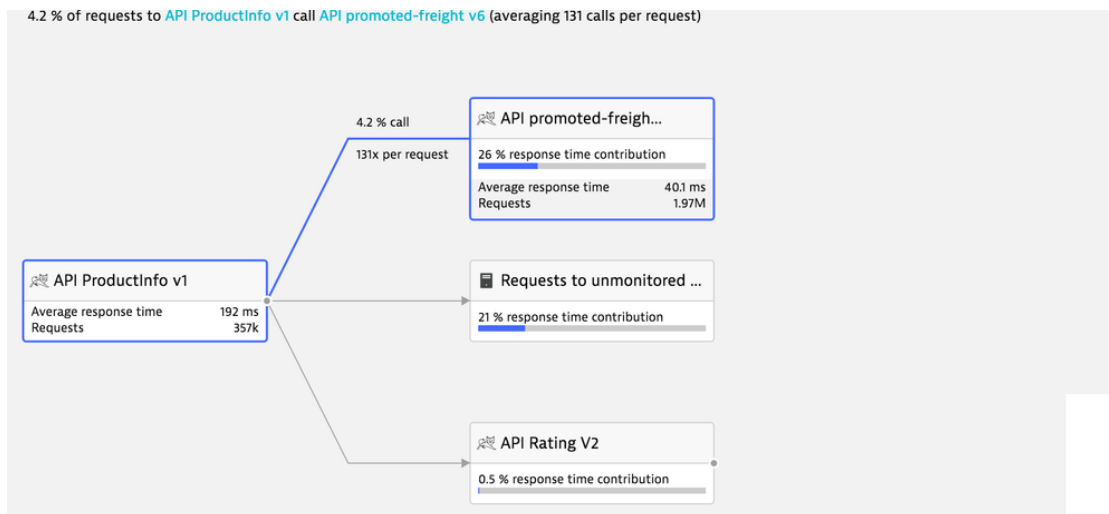 4.2 % of requests to API ProductInfo v1 call API promoted-freight v6 (averaging 131 calls per request)
4.2 % call
131x per request
API promoted-freigh...
26 % response time contribution
Average response time 40.1 ms
Requests 1.97M
API ProductInfo v1
Average response time 192 ms
Requests 357k
Requests to unmonitored ...
21 % response time contribution
API Rating V2
0.5 % response time contribution